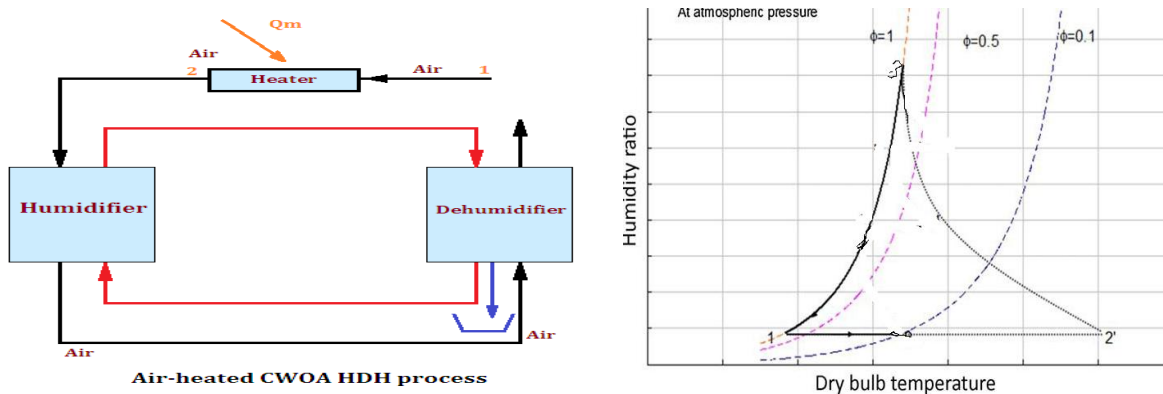 Qm
Air
2
Heater
Air
1
Humidifier
Dehumidifier
Air
Air
Air-heated CWOA HDH process
At atmospheric pressure
ϕ=1
ϕ=0.5
ϕ=0.1
Humidity ratio
1
2'
Dry bulb temperature